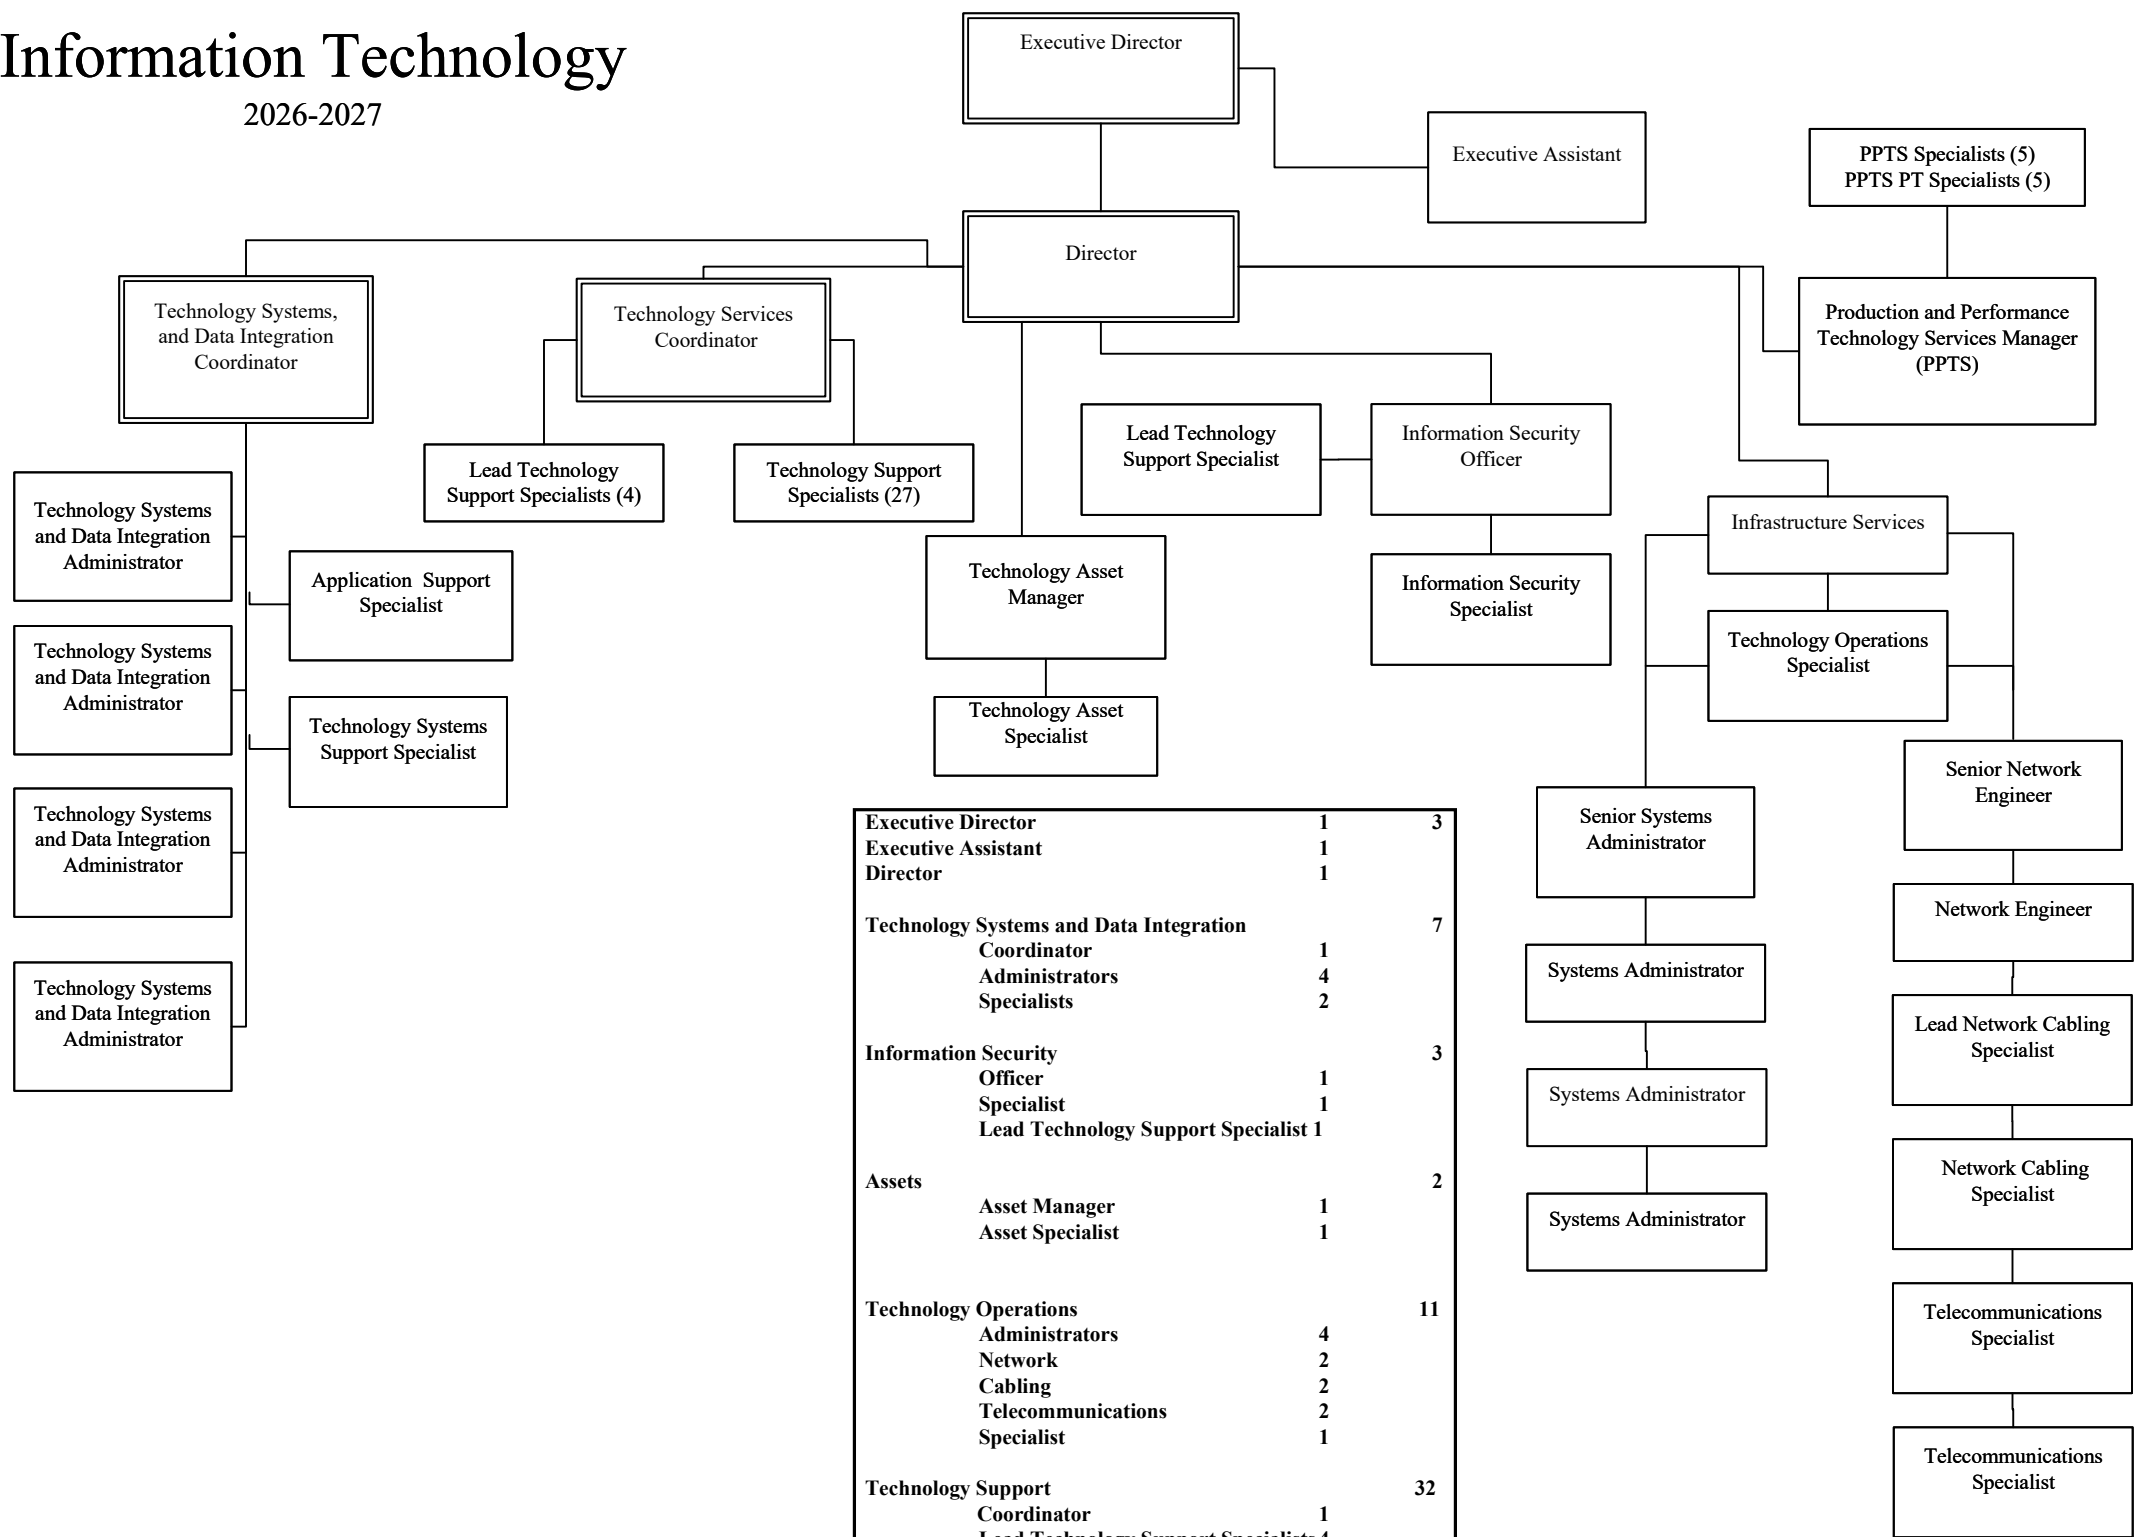 Information Technology
2026-2027
Executive Director
Executive Assistant
PPTS Specialists (5)
PPTS PT Specialists (5)
Director
Technology Systems,
and Data Integration
Coordinator
Technology Services
Coordinator
Production and Performance
Technology Services Manager
(PPTS)
Lead Technology
Support Specialists (4)
Technology Support
Specialists (27)
Lead Technology
Support Specialist
Information Security
Officer
Infrastructure Services
Technology Systems
and Data Integration
Administrator
Application  Support
Specialist
Technology Asset
Manager
Information Security
Specialist
Technology Operations
Specialist
Technology Systems
and Data Integration
Administrator
Technology Systems
Support Specialist
Technology Asset
Specialist
Senior Network
Engineer
Technology Systems
and Data Integration
Administrator
Senior Systems
Administrator
Network Engineer
Technology Systems
and Data Integration
Administrator
Systems Administrator
Lead Network Cabling
Specialist
Systems Administrator
Network Cabling
Specialist
Systems Administrator
Telecommunications
Specialist
Telecommunications
Specialist
Executive Director 1 3
Executive Assistant 1
Director 1
Technology Systems and Data Integration 7
Coordinator 1
Administrators 4
Specialists 2
Information Security 3
Officer 1
Specialist 1
Lead Technology Support Specialist 1
Assets 2
Asset Manager 1
Asset Specialist 1
Technology Operations 11
Administrators 4
Network 2
Cabling 2
Telecommunications 2
Specialist 1
Technology Support 32
Coordinator 1
Lead Technology Support Specialists 4